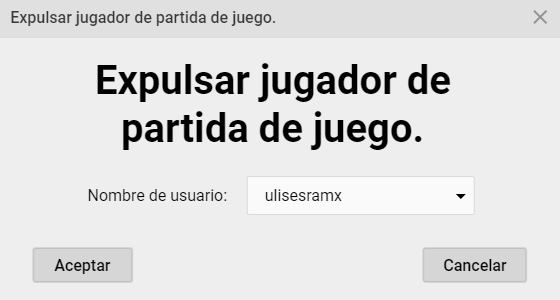 Expulsar jugador de partida de juego.
Expulsar jugador de
partida de juego.
Nombre de usuario: ulisesramx
Aceptar Cancelar